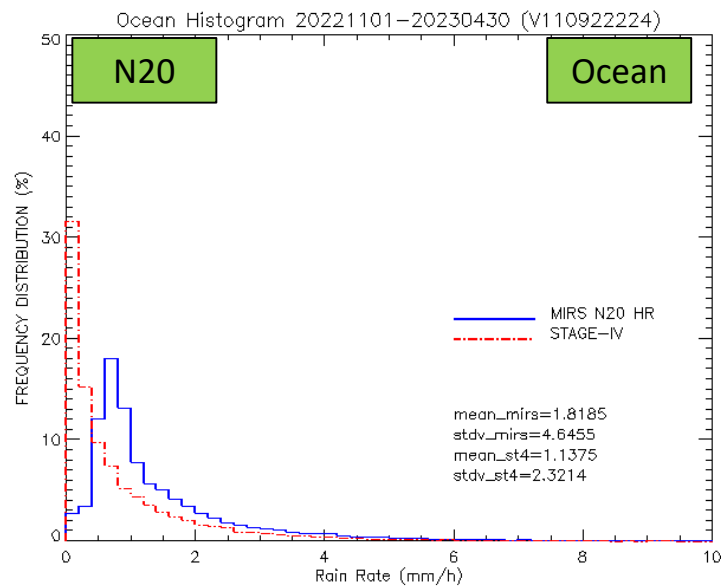 Ocean Histogram 20221101-20230430 (V110922224)
N20
Ocean
50
40
30
20
10
0
FREQUENCY DISTRIBUTION (%)
MIRS N20 HR
STAGE-IV
mean_mirs=1.8185
stdv_mirs=4.6455
mean_st4=1.1375
stdv_st4=2.3214
0 2 4 6 8 10
Rain Rate (mm/h)